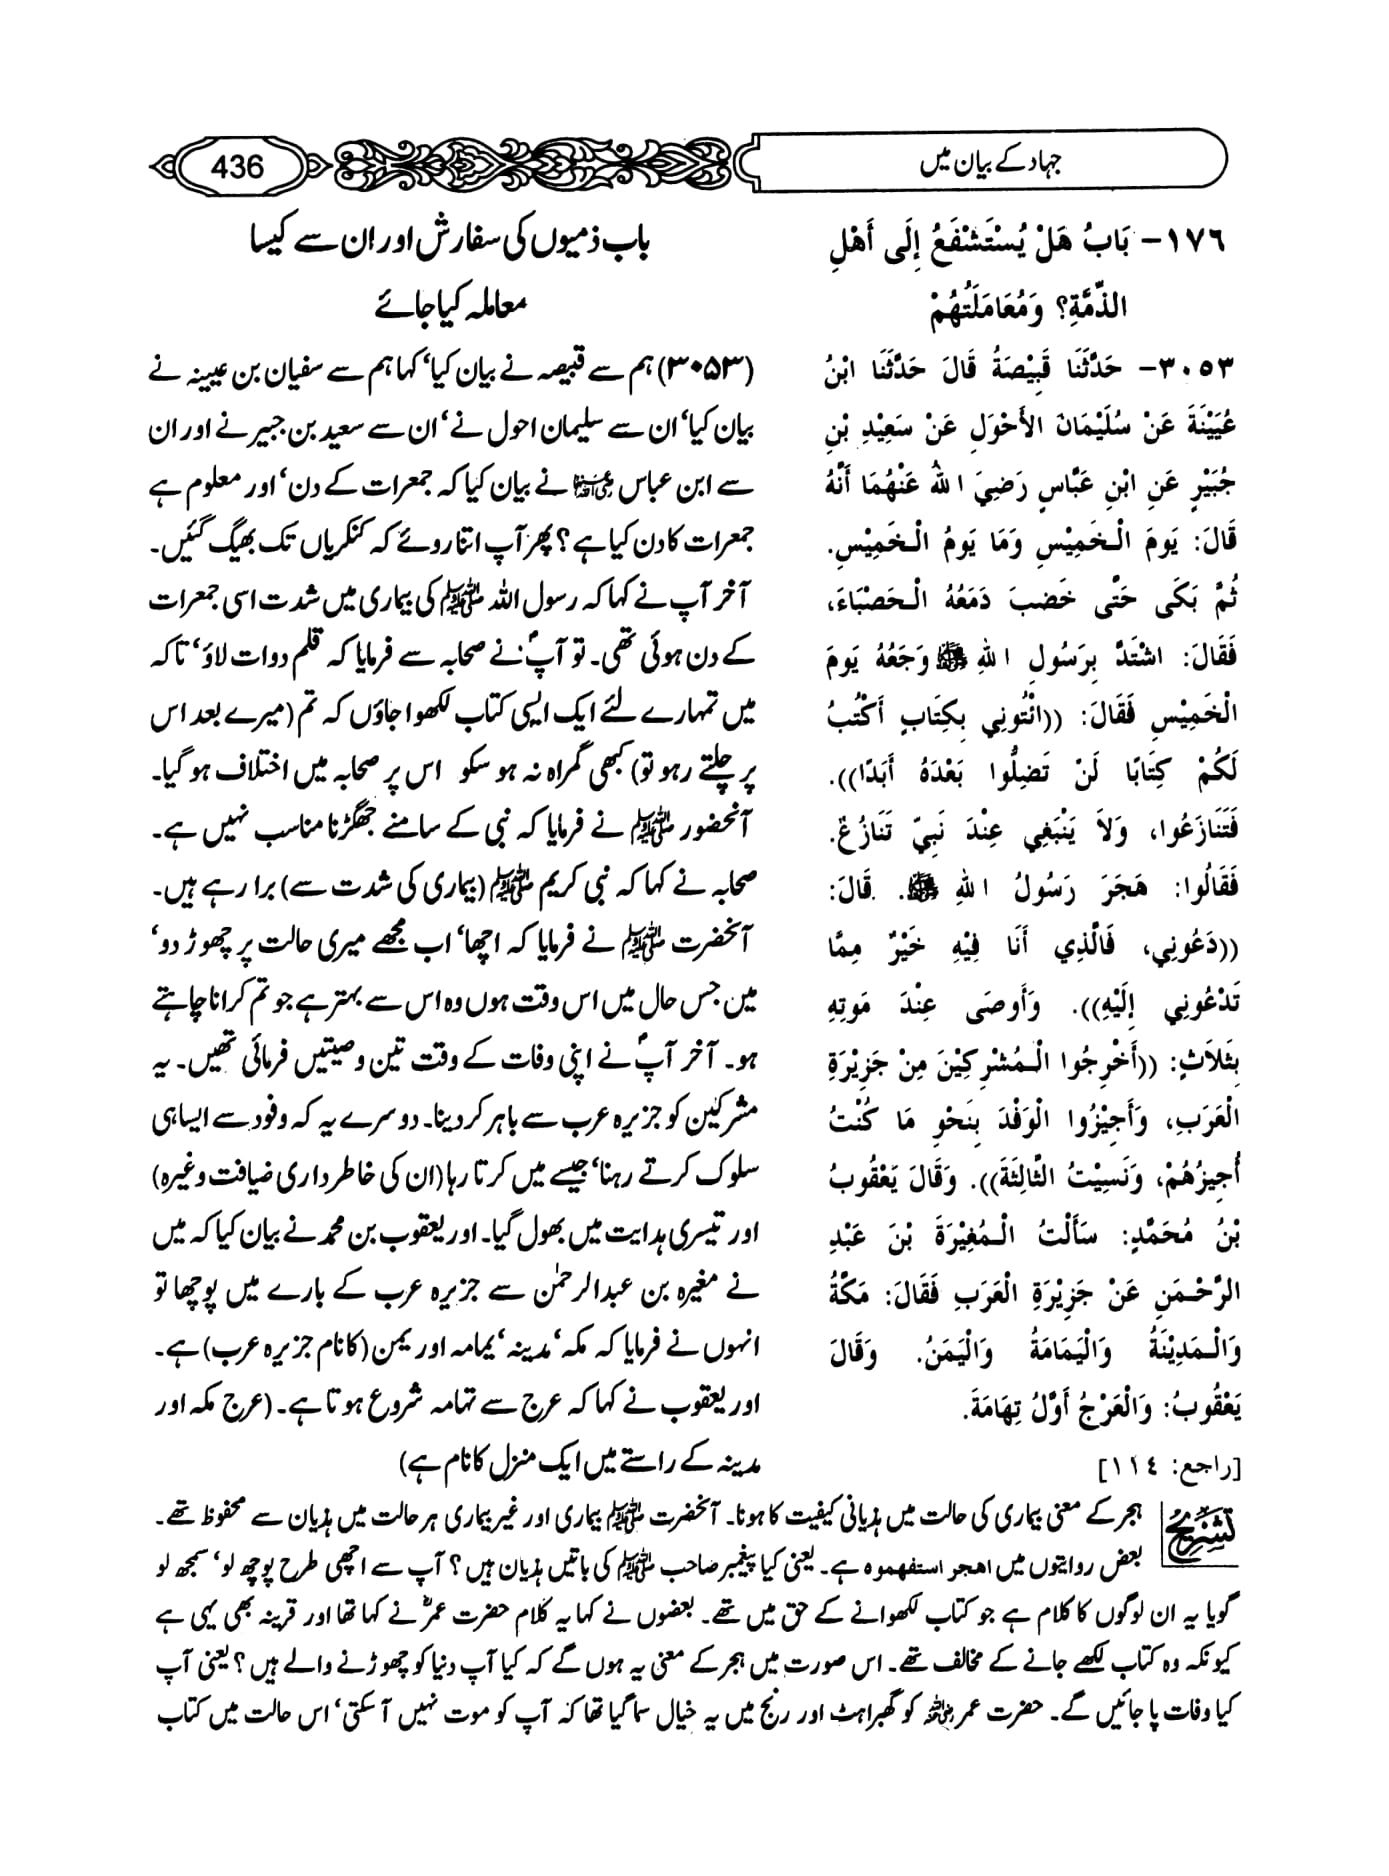 جہاد کے بیان میں
436
١٧٦- بَابُ هَلْ يُسْتَشْفَعُ إِلَى أَهْلِ
الذِّمَّةِ؟ وَمُعَامَلَتُهُمْ
٣٠٥٣- حَدَّثَنَا قَبِيْصَةُ قَالَ حَدَّثَنَا ابْنُ
عُيَيْنَةَ عَنْ سُلَيْمَانَ الأَحْوَلِ عَنْ سَعِيْدِ بْنِ
جُبَيْرٍ عَنِ ابْنِ عَبَّاسٍ رَضِيَ اللهُ عَنْهُمَا أَنَّهُ
قَالَ: يَومَ الْخَمِيْسِ وَمَا يَومُ الْخَمِيْسِ.
ثُمَّ بَكَى حَتَّى خَضَبَ دَمَعُهُ الْحَصْبَاءَ،
فَقَالَ: اشْتَدَّ بِرَسُولِ اللهِ ﷺ وَجَعُهُ يَومَ
الْخَمِيْسِ فَقَالَ: ((ائْتُونِي بِكِتَابٍ أَكْتُبُ
لَكُمْ كِتَابًا لَنْ تَضِلُّوا بَعْدَهُ أَبَدًا)).
فَتَنَازَعُوا، وَلاَ يَنْبَغِي عِنْدَ نَبِيّ تَنَازُعٌ.
فَقَالُوا: هَجَرَ رَسُولُ اللهِ ﷺ. قَالَ:
((دَعُونِي، فَالَّذِي أَنَا فِيْهِ خَيْرٌ مِمَّا
تَدْعُونِي إِلَيْهِ)). وَأَوصَى عِنْدَ مَوتِهِ
بِثَلاَثٍ: ((أَخْرِجُوا الْمُشْرِكِيْنَ مِنْ جَزِيْرَةِ
الْعَرَبِ، وَأَجِيْزُوا الْوَفْدَ بِنَحْوِ مَا كُنْتُ
أُجِيزُهُمْ، وَنَسِيْتُ الثَّالِثَةَ)). وَقَالَ يَعْقُوبُ
بْنُ مُحَمَّدٍ: سَأَلْتُ الْمُغِيْرَةَ بْنَ عَبْدِ
الرَّحْمَنِ عَنْ جَزِيْرَةِ الْعَرَبِ فَقَالَ: مَكَّةُ
وَالْمَدِيْنَةُ وَالْيَمَامَةُ وَالْيَمَنُ. وَقَالَ
يَعْقُوبُ: وَالْعَرْجُ أَوَّلُ تِهَامَةَ.
[راجع: ١١٤]
باب ذمیوں کی سفارش اور ان سے کیسا
معاملہ کیا جائے
(۳۰۵۳) ہم سے قبیصہ نے بیان کیا‘ کہا ہم سے سفیان بن عیینہ نے
بیان کیا‘ ان سے سلیمان احول نے‘ ان سے سعید بن جبیر نے اور ان
سے ابن عباس رضی اللہ عنہما نے بیان کیا کہ جمعرات کے دن‘ اور معلوم ہے
جمعرات کا دن کیا ہے؟ پھر آپ اتنا روئے کہ کنکریاں تک بھیگ گئیں۔
آخر آپ نے کہا کہ رسول اللہ ﷺ کی بیماری میں شدت اسی جمعرات
کے دن ہوئی تھی۔ تو آپؐ نے صحابہ سے فرمایا کہ قلم دوات لاؤ‘ تاکہ
میں تمہارے لئے ایک ایسی کتاب لکھوا جاؤں کہ تم (میرے بعد اس
پر چلتے رہو تو) کبھی گمراہ نہ ہو سکو اس پر صحابہ میں اختلاف ہو گیا۔
آنحضور ﷺ نے فرمایا کہ نبی کے سامنے جھگڑنا مناسب نہیں ہے۔
صحابہ نے کہا کہ نبی کریم ﷺ (بیماری کی شدت سے) برا رہے ہیں۔
آنحضرت ﷺ نے فرمایا کہ اچھا‘ اب مجھے میری حالت پر چھوڑ دو‘
میں جس حال میں اس وقت ہوں وہ اس سے بہتر ہے جو تم کرانا چاہتے
ہو۔ آخر آپؐ نے اپنی وفات کے وقت تین وصیتیں فرمائی تھیں۔ یہ
مشرکین کو جزیرہ عرب سے باہر کر دینا۔ دوسرے یہ کہ وفود سے ایسا ہی
سلوک کرتے رہنا‘ جیسے میں کرتا رہا (ان کی خاطر داری ضیافت وغیرہ)
اور تیسری ہدایت میں بھول گیا۔ اور یعقوب بن محمد نے بیان کیا کہ میں
نے مغیرہ بن عبدالرحمٰن سے جزیرہ عرب کے بارے میں پوچھا تو
انہوں نے فرمایا کہ مکہ‘ مدینہ‘ یمامہ اور یمن (کا نام جزیرہ عرب) ہے۔
اور یعقوب نے کہا کہ عرج سے تہامہ شروع ہوتا ہے۔ (عرج مکہ اور
مدینہ کے راستے میں ایک منزل کا نام ہے)
تشریح
ہجر کے معنی بیماری کی حالت میں ہذیانی کیفیت کا ہونا۔ آنحضرت ﷺ بیماری اور غیر بیماری ہر حالت میں ہذیان سے محفوظ تھے۔
بعض روایتوں میں اھجر استفھموہ ہے۔ یعنی کیا پیغمبر صاحب ﷺ کی باتیں ہذیان ہیں؟ آپ سے اچھی طرح پوچھ لو‘ سمجھ لو
گویا یہ ان لوگوں کا کلام ہے جو کتاب لکھوانے کے حق میں تھے۔ بعضوں نے کہا یہ کلام حضرت عمرؓ نے کہا تھا اور قرینہ بھی یہی ہے
کیونکہ وہ کتاب لکھے جانے کے مخالف تھے۔ اس صورت میں ہجر کے معنی یہ ہوں گے کہ کیا آپ دنیا کو چھوڑنے والے ہیں؟ یعنی آپ
کیا وفات پا جائیں گے۔ حضرت عمر رضی اللہ عنہ کو گھبراہٹ اور رنج میں یہ خیال سما گیا تھا کہ آپ کو موت نہیں آ سکتی‘ اس حالت میں کتاب